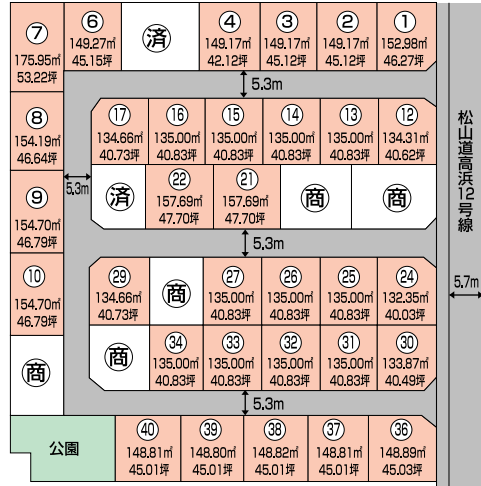 ⑦
175.95㎡
53.22坪
⑥
149.27㎡
45.15坪
済
④
149.17㎡
42.12坪
③
149.17㎡
45.12坪
②
149.17㎡
45.12坪
①
152.98㎡
46.27坪
5.3m
⑧
154.19㎡
46.64坪
⑰
134.66㎡
40.73坪
⑯
135.00㎡
40.83坪
⑮
135.00㎡
40.83坪
⑭
135.00㎡
40.83坪
⑬
135.00㎡
40.83坪
⑫
134.31㎡
40.62坪
松山道高浜12号線
5.3m
⑨
154.70㎡
46.79坪
済
㉒
157.69㎡
47.70坪
㉑
157.69㎡
47.70坪
商
商
5.3m
⑩
154.70㎡
46.79坪
㉙
134.66㎡
40.73坪
商
㉗
135.00㎡
40.83坪
㉖
135.00㎡
40.83坪
㉕
135.00㎡
40.83坪
㉔
132.35㎡
40.03坪
5.7m
商
商
㉞
135.00㎡
40.83坪
㉝
135.00㎡
40.83坪
㉜
135.00㎡
40.83坪
㉛
135.00㎡
40.83坪
㉚
133.87㎡
40.49坪
5.3m
公園
㊵
148.81㎡
45.01坪
㊴
148.80㎡
45.01坪
㊳
148.82㎡
45.01坪
㊲
148.81㎡
45.01坪
㊱
148.89㎡
45.03坪